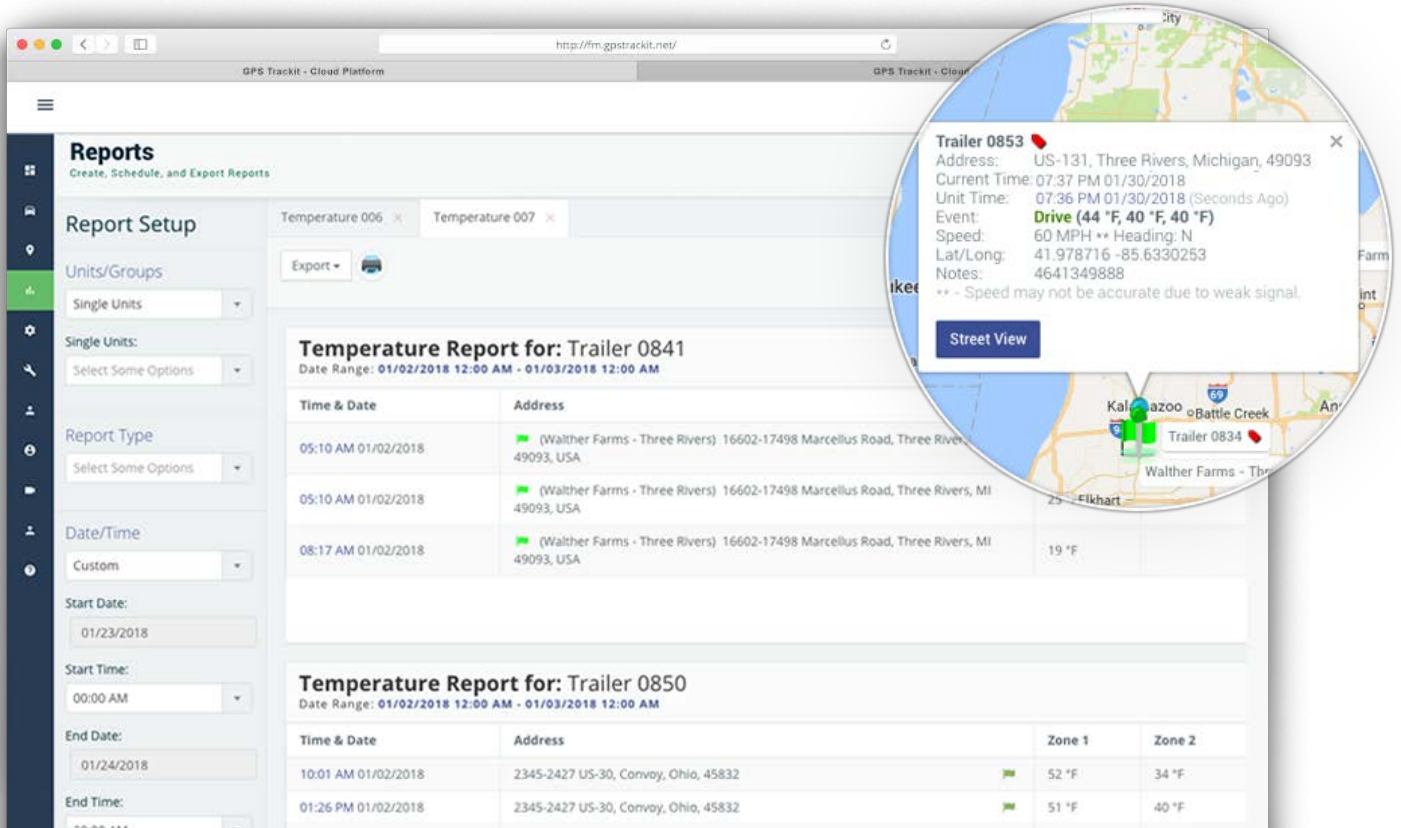 http://fm.gpstrackit.net/
GPS Trackit - Cloud Platform
GPS Trackit - Cloud
Reports
Create, Schedule, and Export Reports
Report Setup
Units/Groups
Single Units
Single Units:
Select Some Options
Report Type
Select Some Options
Date/Time
Custom
Start Date:
01/23/2018
Start Time:
00:00 AM
End Date:
01/24/2018
End Time:
Temperature 006 ×
Temperature 007 ×
Export
Temperature Report for: Trailer 0841
Date Range: 01/02/2018 12:00 AM - 01/03/2018 12:00 AM
Time & Date Address
05:10 AM 01/02/2018 (Walther Farms - Three Rivers) 16602-17498 Marcellus Road, Three Rivers,
49093, USA
05:10 AM 01/02/2018 (Walther Farms - Three Rivers) 16602-17498 Marcellus Road, Three Rivers, MI
49093, USA 25
08:17 AM 01/02/2018 (Walther Farms - Three Rivers) 16602-17498 Marcellus Road, Three Rivers, MI
49093, USA 19 °F
Temperature Report for: Trailer 0850
Date Range: 01/02/2018 12:00 AM - 01/03/2018 12:00 AM
Time & Date Address Zone 1 Zone 2
10:01 AM 01/02/2018 2345-2427 US-30, Convoy, Ohio, 45832 52 °F 34 °F
01:26 PM 01/02/2018 2345-2427 US-30, Convoy, Ohio, 45832 51 °F 40 °F
City
Trailer 0853 ×
Address: US-131, Three Rivers, Michigan, 49093
Current Time: 07:37 PM 01/30/2018
Unit Time: 07:36 PM 01/30/2018 (Seconds Ago)
Event: Drive (44 °F, 40 °F, 40 °F)
Speed: 60 MPH ** Heading: N
Lat/Long: 41.978716 -85.6330253
Notes: 4641349888
** - Speed may not be accurate due to weak signal.
Street View
Farm
int
ukee
69
Kal azoo
Battle Creek
An
9
Trailer 0834
Walther Farms - Thr
Elkhart